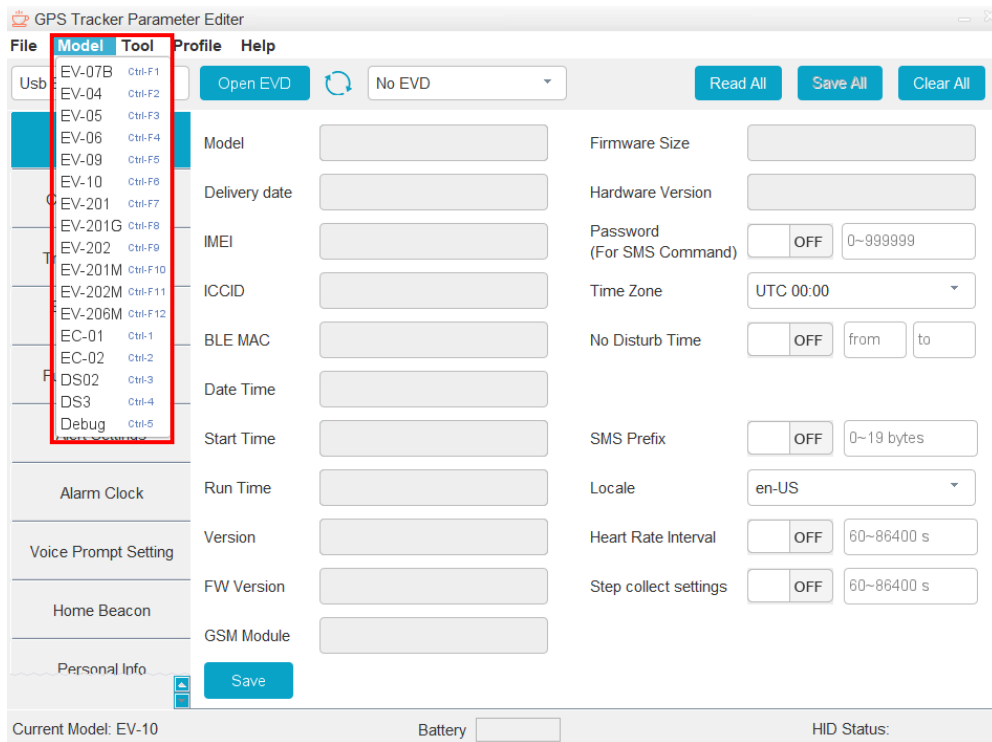 GPS Tracker Parameter Editer
File Model Tool Profile Help
Usb
Open EVD
No EVD
Read All
Save All
Clear All
EV-07B Ctrl-F1
EV-04 Ctrl-F2
EV-05 Ctrl-F3
EV-06 Ctrl-F4
EV-09 Ctrl-F5
EV-10 Ctrl-F6
EV-201 Ctrl-F7
EV-201G Ctrl-F8
EV-202 Ctrl-F9
EV-201M Ctrl-F10
EV-202M Ctrl-F11
EV-206M Ctrl-F12
EC-01 Ctrl-1
EC-02 Ctrl-2
DS02 Ctrl-3
DS3 Ctrl-4
Debug Ctrl-5
Alert Settings
Alarm Clock
Voice Prompt Setting
Home Beacon
Personal Info
Model
Delivery date
IMEI
ICCID
BLE MAC
Date Time
Start Time
Run Time
Version
FW Version
GSM Module
Save
Firmware Size
Hardware Version
Password
(For SMS Command)
OFF
0~999999
Time Zone
UTC 00:00
No Disturb Time
OFF
from
to
SMS Prefix
OFF
0~19 bytes
Locale
en-US
Heart Rate Interval
OFF
60~86400 s
Step collect settings
OFF
60~86400 s
Current Model: EV-10
Battery
HID Status: